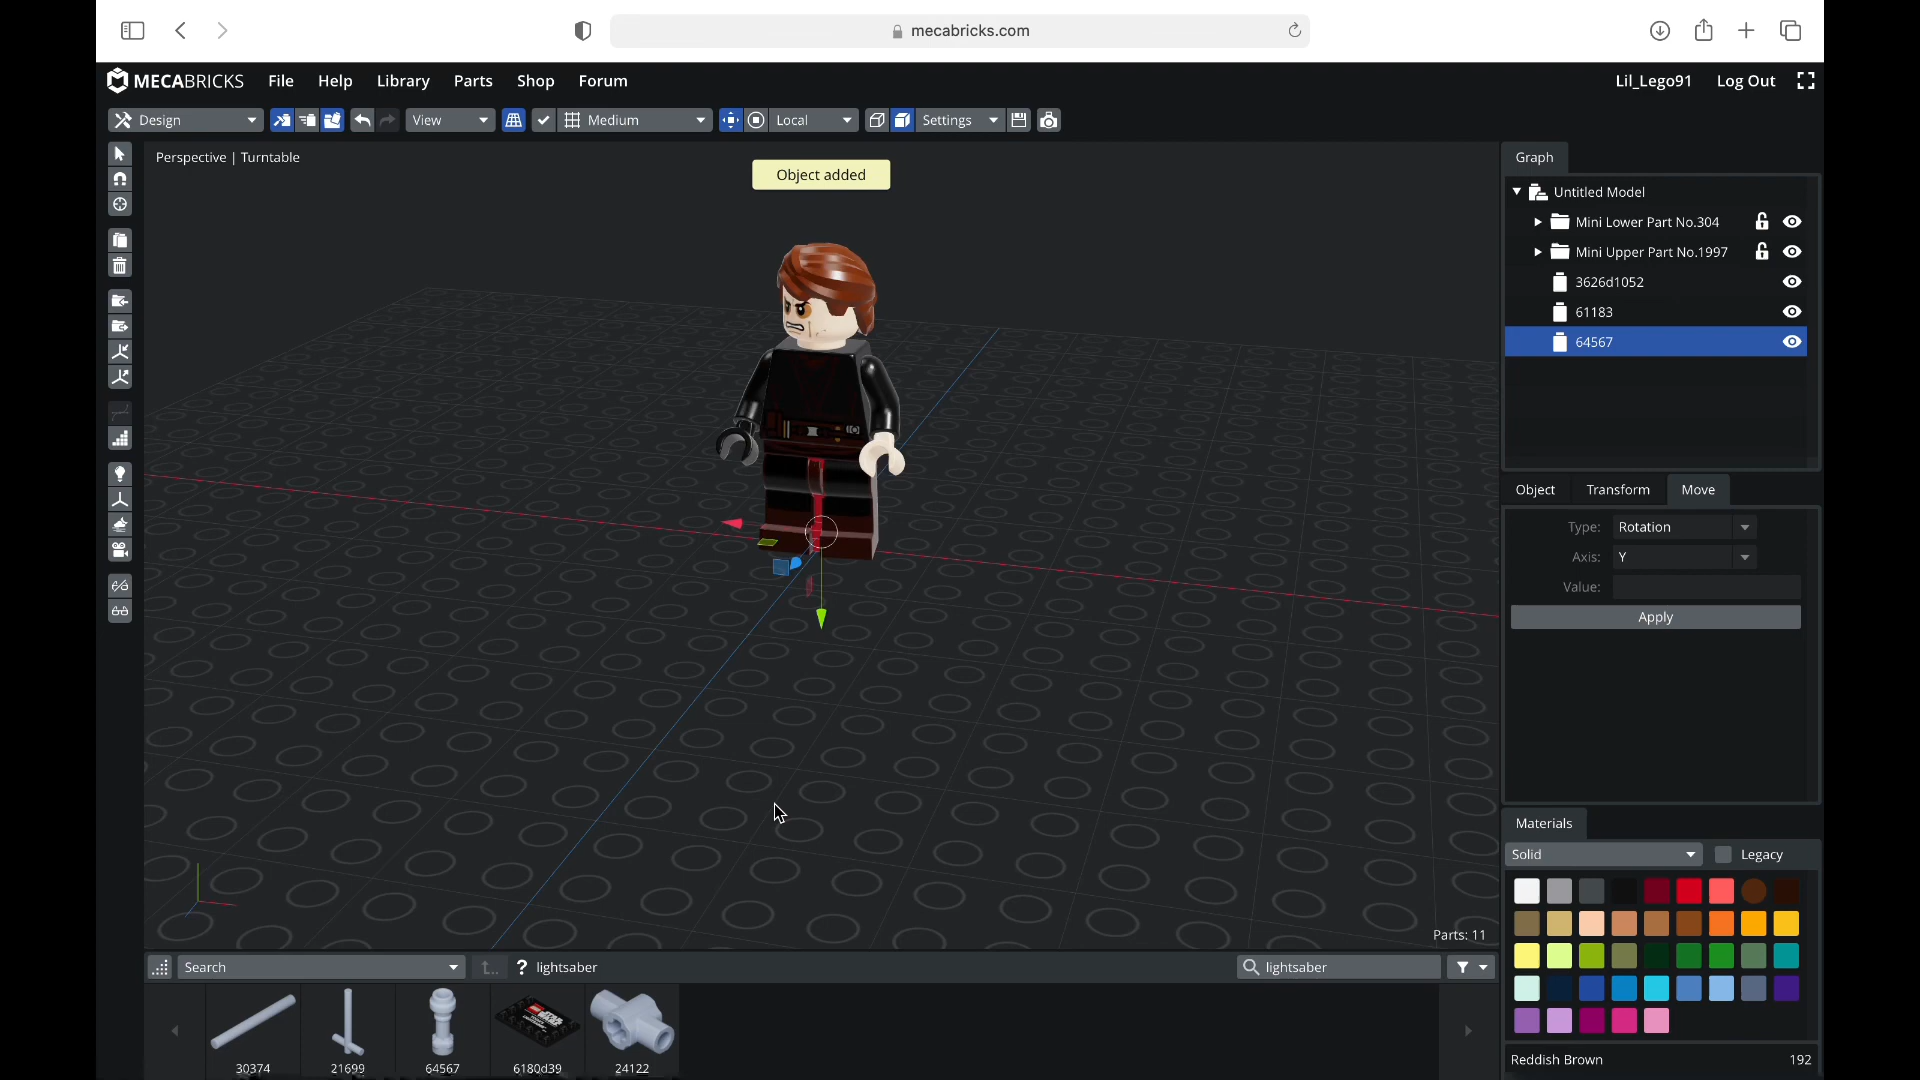 mecabricks.com
MECABRICKS File Help Library Parts Shop Forum Lil_Lego91 Log Out
Design View Medium Local Settings
Perspective | Turntable
Object added
Graph
Untitled Model
Mini Lower Part No.304
Mini Upper Part No.1997
3626d1052
61183
64567
Object Transform Move
Type: Rotation
Axis: Y
Value:
Apply
Materials
Solid Legacy
Reddish Brown 192
Parts: 11
Search ? lightsaber lightsaber
30374 21699 64567 6180d39 24122